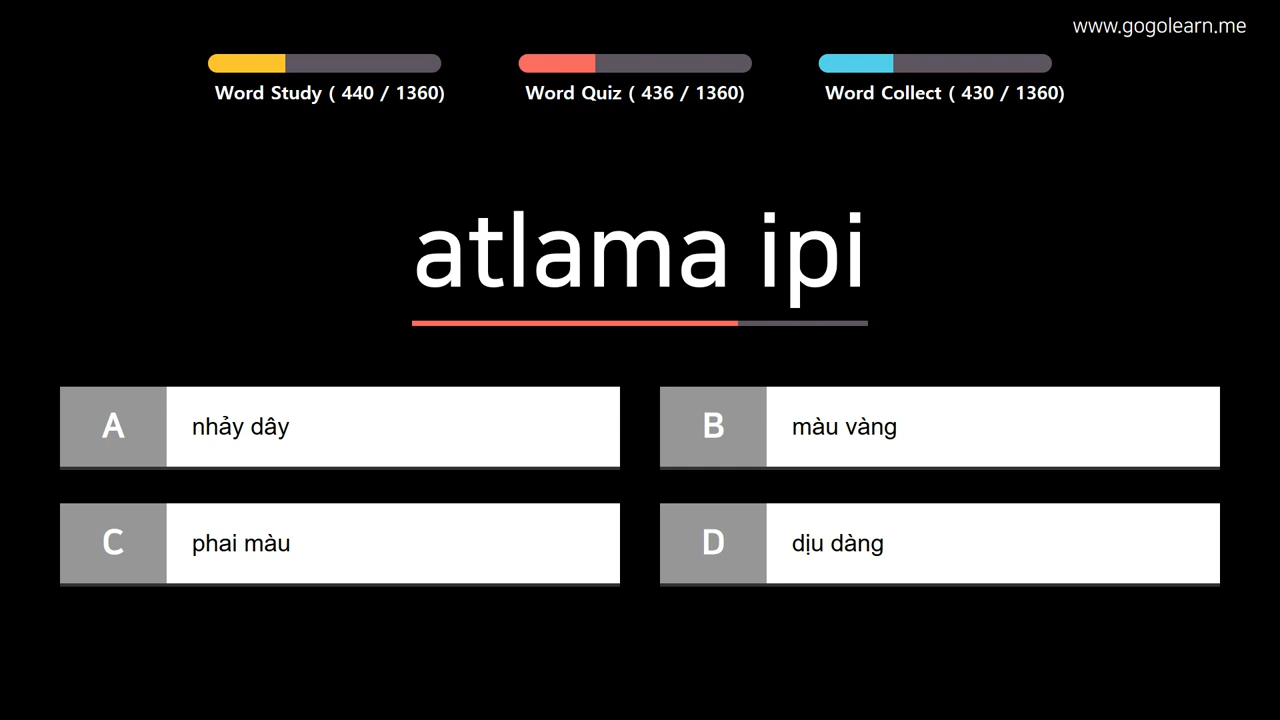 www.gogolearn.me
Word Study ( 440 / 1360)
Word Quiz ( 436 / 1360)
Word Collect ( 430 / 1360)
atlama ipi
A
nhảy dây
B
màu vàng
C
phai màu
D
dịu dàng